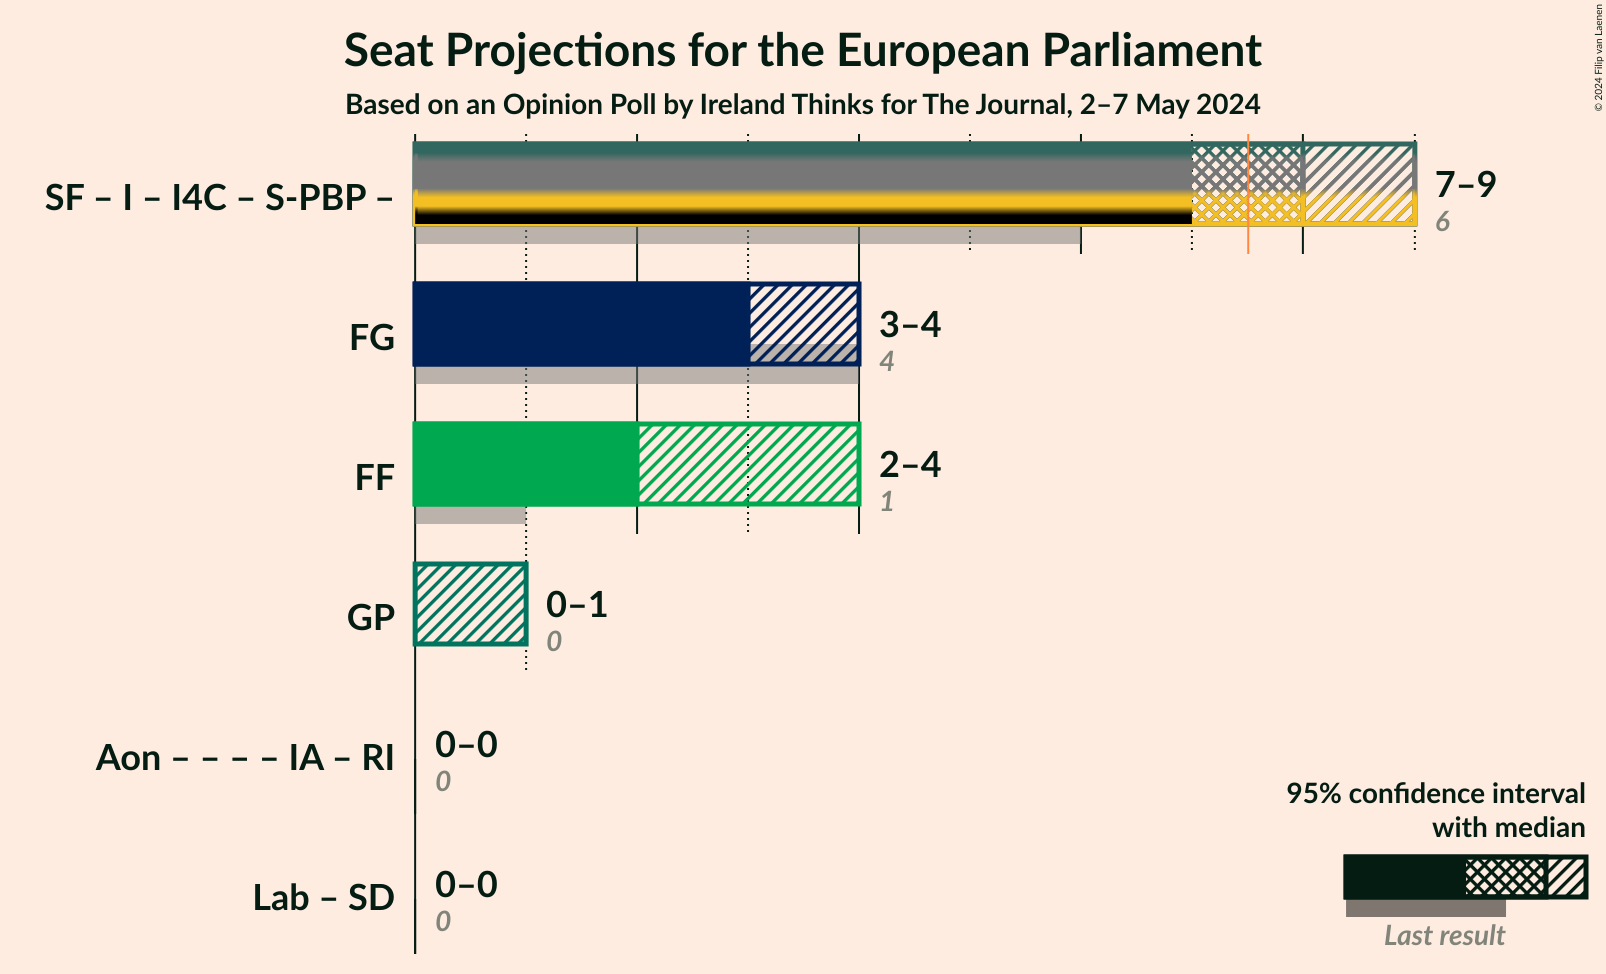 Seat Projections for the European Parliament
Based on an Opinion Poll by Ireland Thinks for The Journal, 2–7 May 2024
© 2024 Filip van Laenen
SF – I – I4C – S-PBP –
7–9
6
FG
3–4
4
FF
2–4
1
GP
0–1
0
Aon – – – – IA – RI
0–0
0
Lab – SD
0–0
0
95% confidence interval
with median
Last result